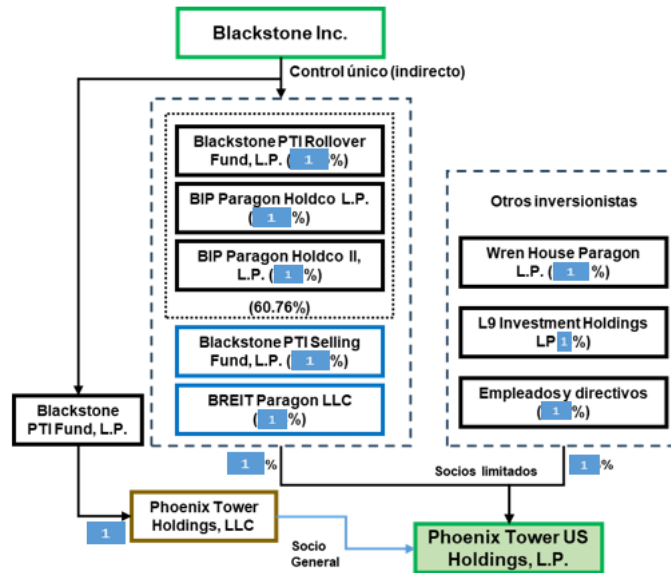 Blackstone Inc.
Control único (indirecto)
Blackstone PTI Rollover
Fund, L.P. ( 1 %)
BIP Paragon Holdco L.P.
( 1 %)
BIP Paragon Holdco II,
L.P. ( 1 %)
(60.76%)
Blackstone PTI Selling
Fund, L.P. ( 1 %)
BREIT Paragon LLC
( 1 %)
Otros inversionistas
Wren House Paragon
L.P. ( 1 %)
L9 Investment Holdings
LP 1 %)
Empleados y directivos
( 1 %)
Blackstone
PTI Fund, L.P.
1 %
Socios limitados
1 %
1
Phoenix Tower
Holdings, LLC
Socio
General
Phoenix Tower US
Holdings, L.P.